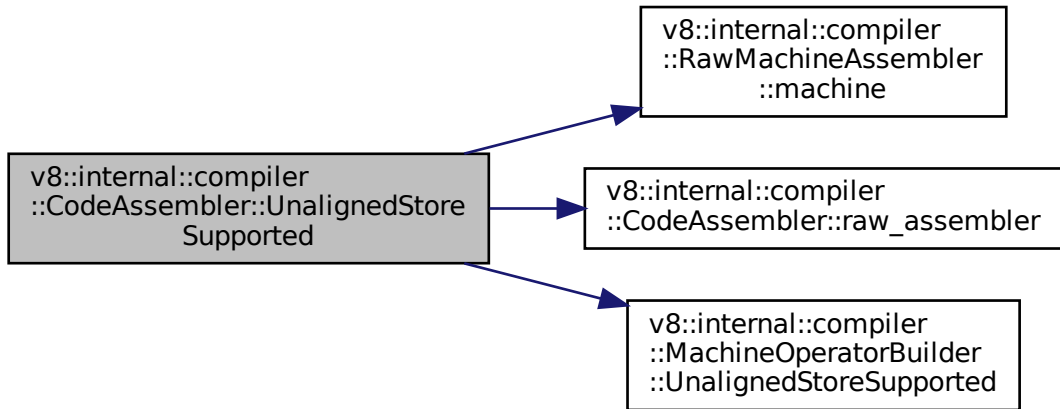 v8::internal::compiler
::CodeAssembler::UnalignedStore
Supported
v8::internal::compiler
::RawMachineAssembler
::machine
v8::internal::compiler
::CodeAssembler::raw_assembler
v8::internal::compiler
::MachineOperatorBuilder
::UnalignedStoreSupported